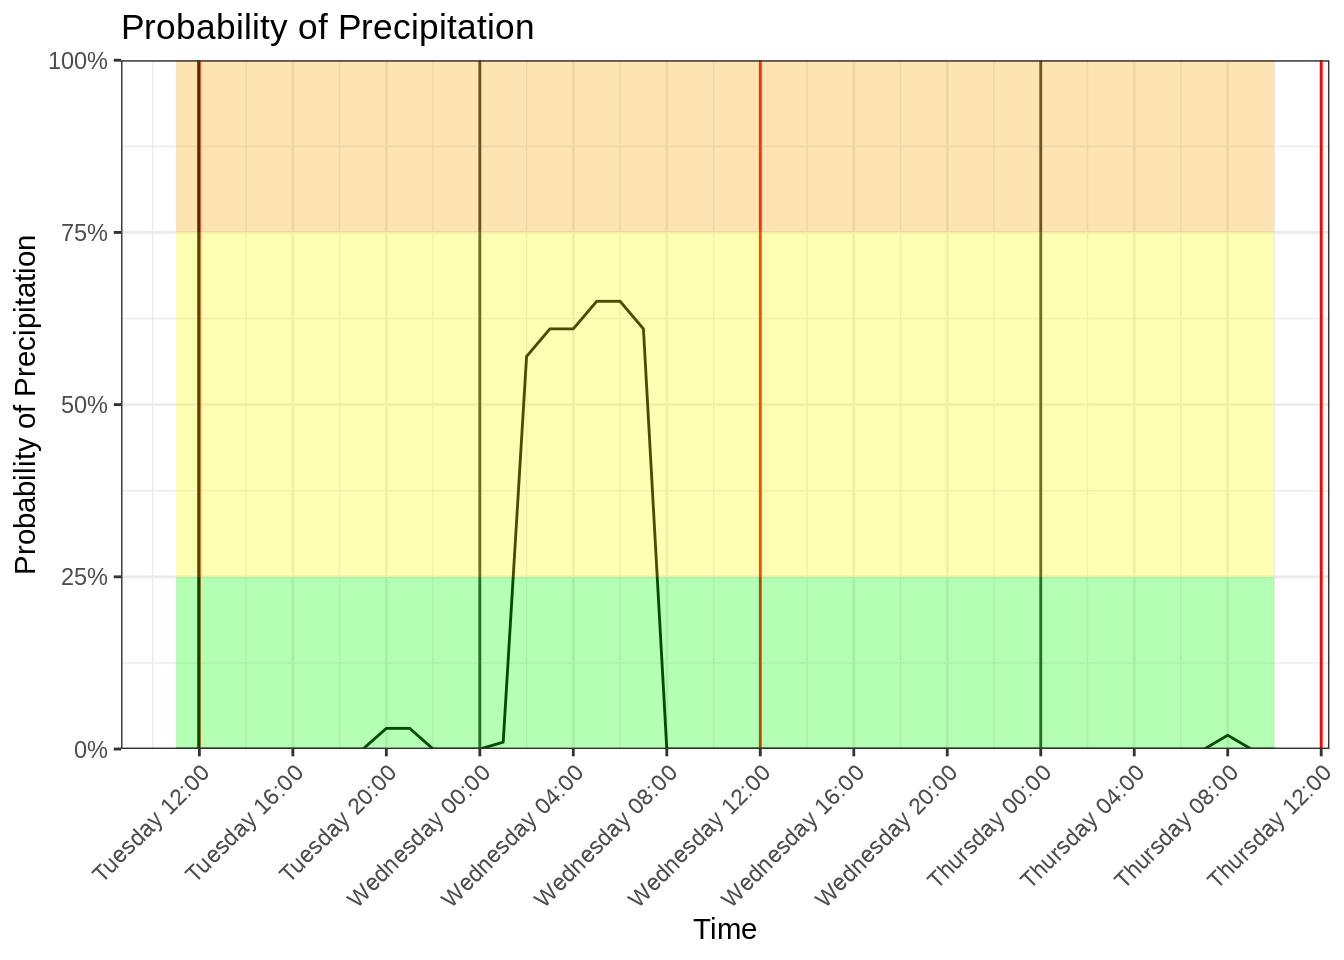 Probability of Precipitation
Probability of Precipitation
100%
75%
50%
25%
0%
Tuesday 12:00
Tuesday 16:00
Tuesday 20:00
Wednesday 00:00
Wednesday 04:00
Wednesday 08:00
Wednesday 12:00
Wednesday 16:00
Wednesday 20:00
Thursday 00:00
Thursday 04:00
Thursday 08:00
Thursday 12:00
Time